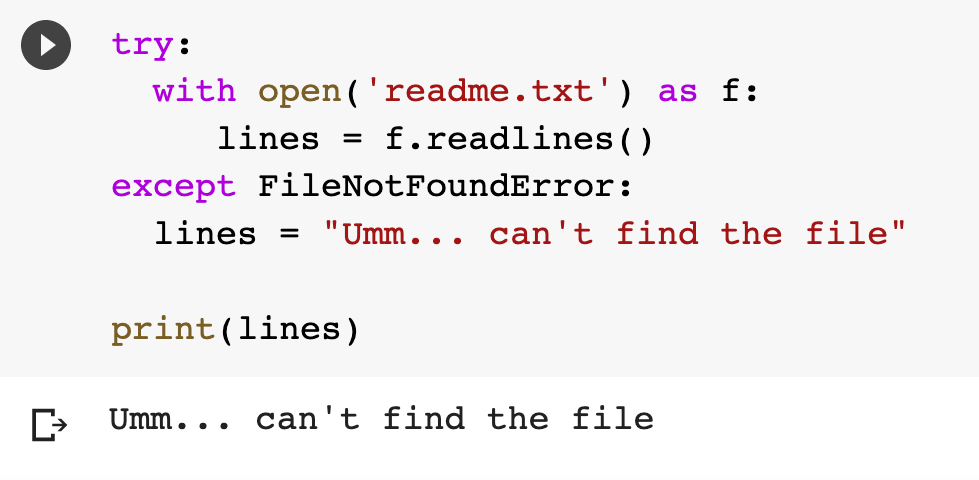 try:
  with open('readme.txt') as f:
     lines = f.readlines()
except FileNotFoundError:
  lines = "Umm... can't find the file"

print(lines)
Umm... can't find the file